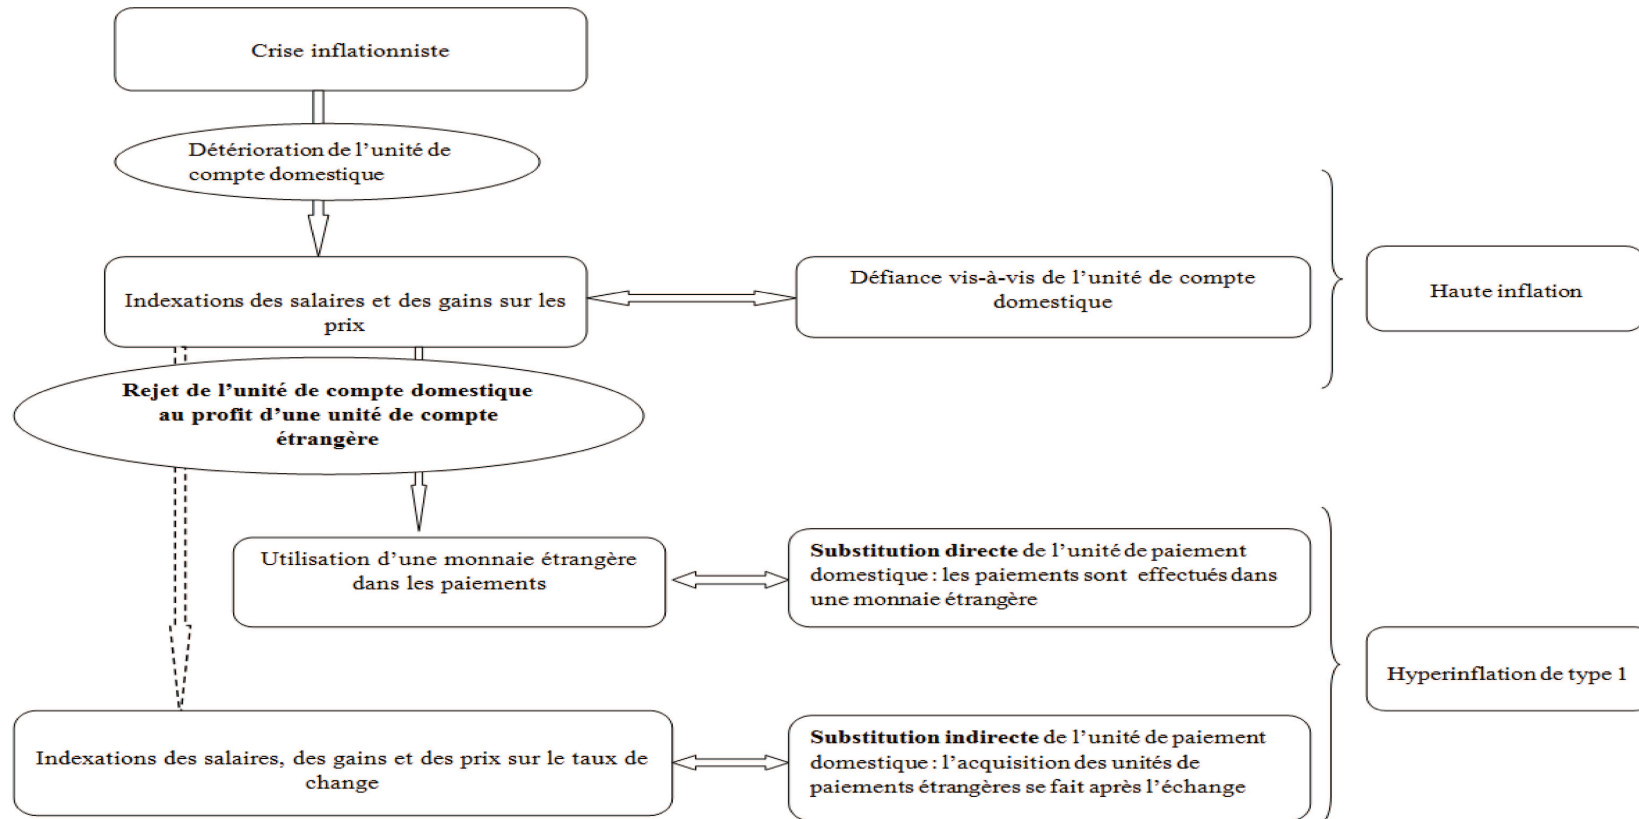 Crise inflationniste
Détérioration de l’unité de
compte domestique
Indexations des salaires et des gains sur les
prix
Défiance vis-à-vis de l’unité de compte
domestique
Haute inflation
Rejet de l’unité de compte domestique
au profit d’une unité de compte
étrangère
Utilisation d’une monnaie étrangère
dans les paiements
Substitution directe de l’unité de paiement
domestique : les paiements sont effectués dans
une monnaie étrangère
Hyperinflation de type 1
Indexations des salaires, des gains et des prix sur le taux de
change
Substitution indirecte de l’unité de paiement
domestique : l’acquisition des unités de
paiements étrangères se fait après l’échange